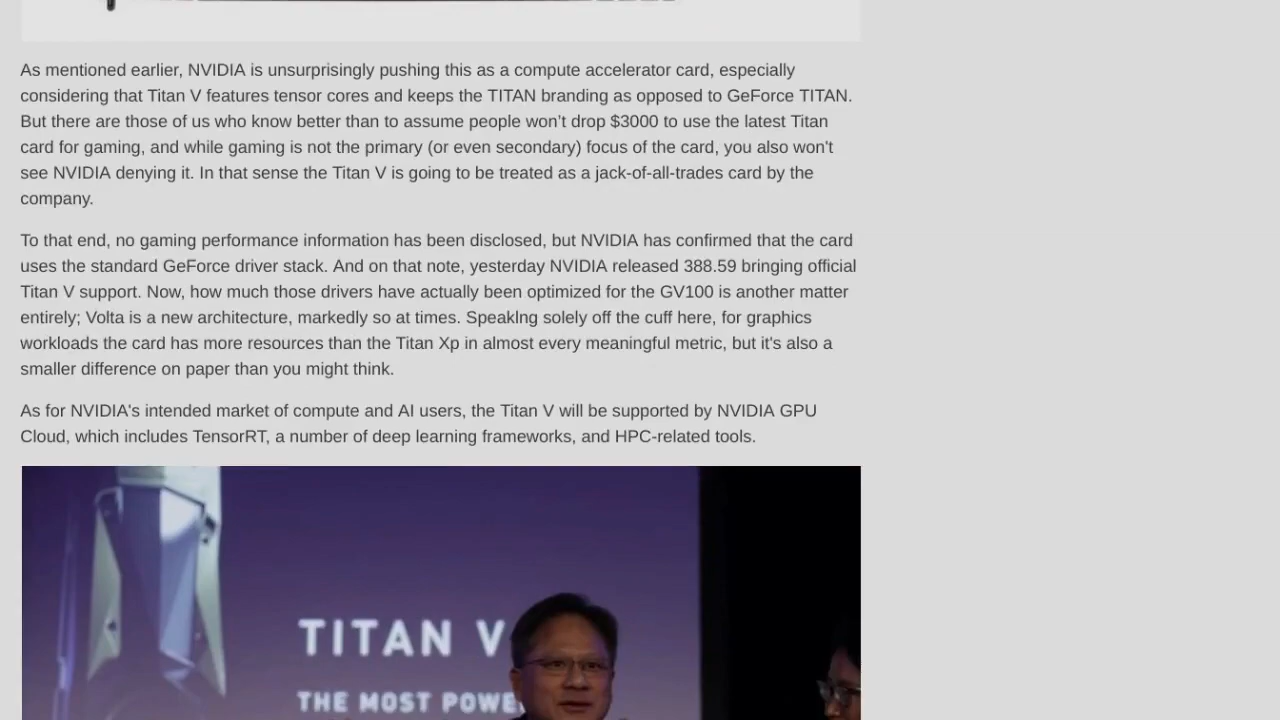 As mentioned earlier, NVIDIA is unsurprisingly pushing this as a compute accelerator card, especially
considering that Titan V features tensor cores and keeps the TITAN branding as opposed to GeForce TITAN.
But there are those of us who know better than to assume people won’t drop $3000 to use the latest Titan
card for gaming, and while gaming is not the primary (or even secondary) focus of the card, you also won't
see NVIDIA denying it. In that sense the Titan V is going to be treated as a jack-of-all-trades card by the
company.
To that end, no gaming performance information has been disclosed, but NVIDIA has confirmed that the card
uses the standard GeForce driver stack. And on that note, yesterday NVIDIA released 388.59 bringing official
Titan V support. Now, how much those drivers have actually been optimized for the GV100 is another matter
entirely; Volta is a new architecture, markedly so at times. Speaklng solely off the cuff here, for graphics
workloads the card has more resources than the Titan Xp in almost every meaningful metric, but it's also a
smaller difference on paper than you might think.
As for NVIDIA's intended market of compute and AI users, the Titan V will be supported by NVIDIA GPU
Cloud, which includes TensorRT, a number of deep learning frameworks, and HPC-related tools.
TITAN V
THE MOST POWE